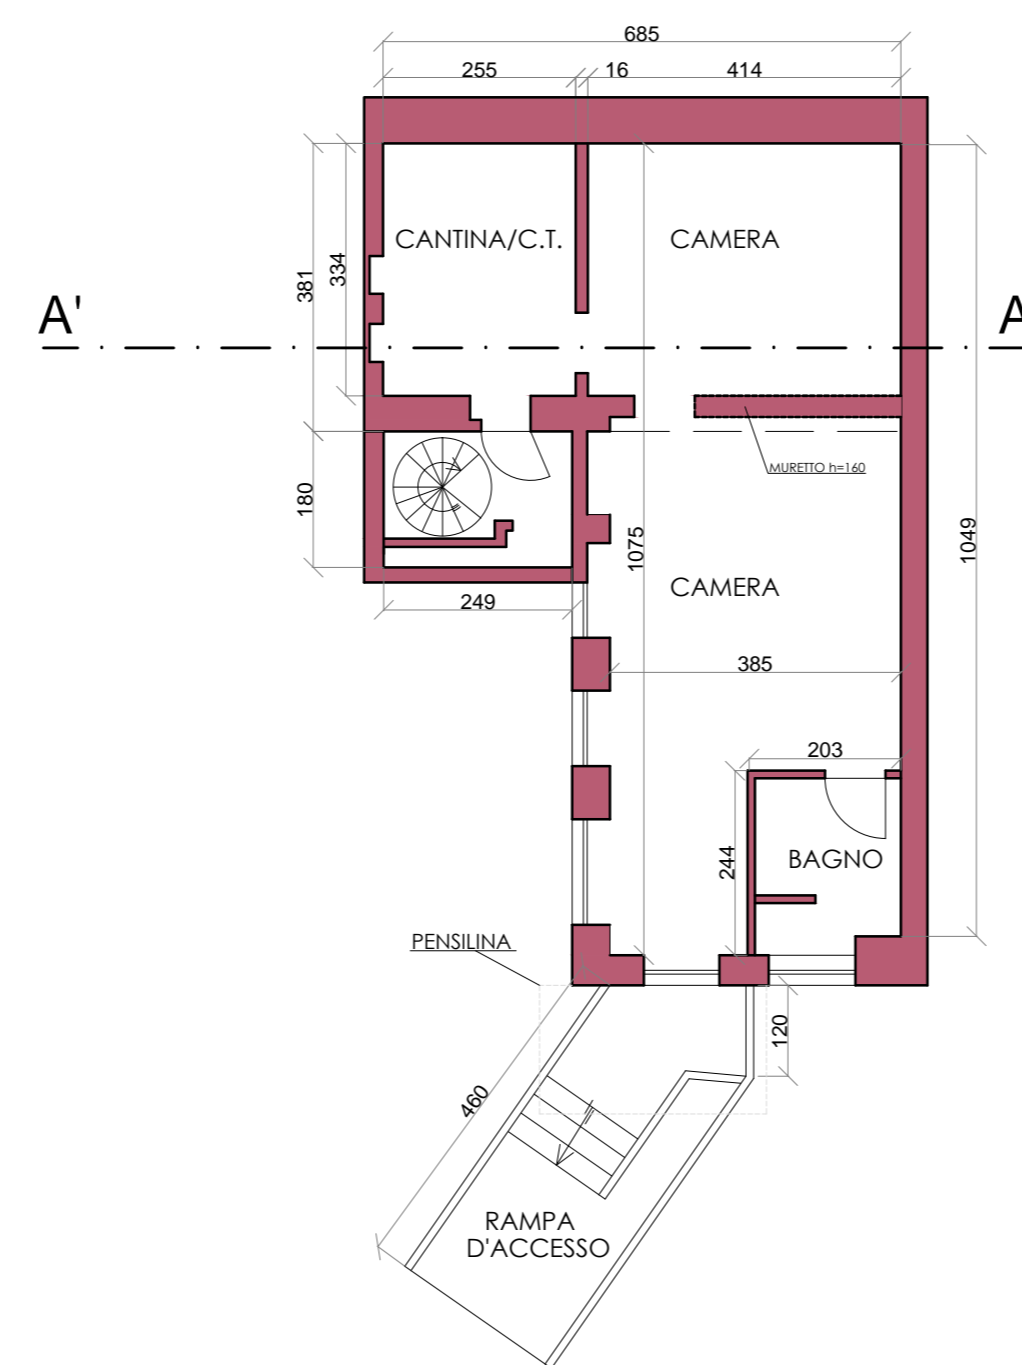 685
255
16
414
CANTINA/C.T.
CAMERA
334
381
A'
A
MURETTO h=160
180
1075
1049
CAMERA
249
385
203
244
BAGNO
PENSILINA
120
460
RAMPA
D'ACCESSO